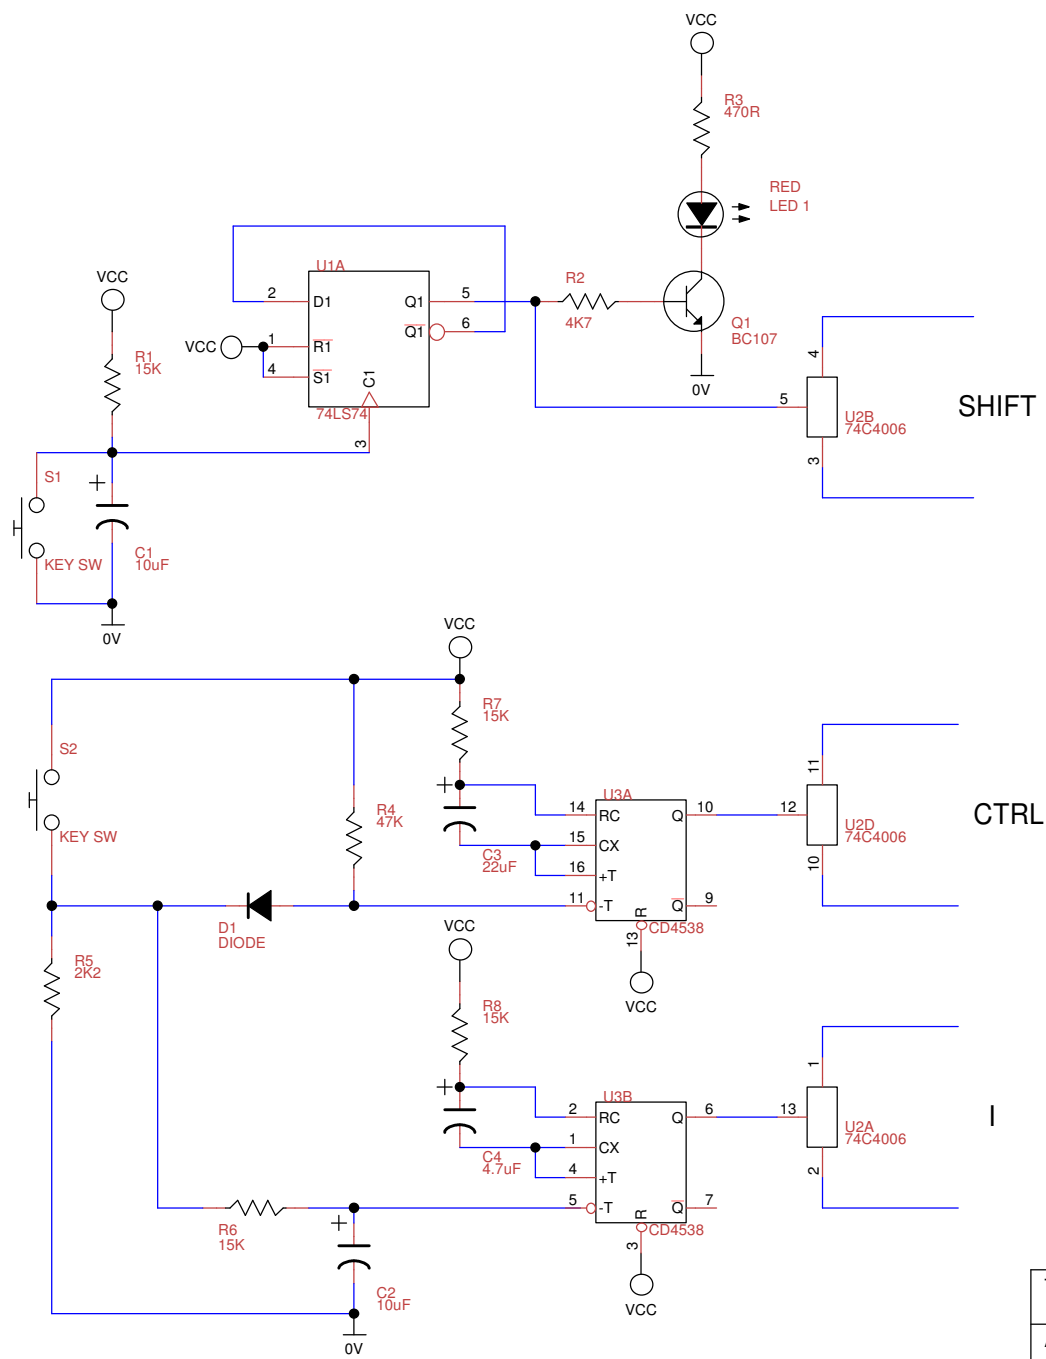 VCC
R3
470R
RED
LED 1
VCC
U1A
R2
2
D1
Q1
5
4K7
Q1
BC107
VCC
1
R1
Q1
6
4
S1
C1
74LS74
3
0V
R1
15K
4
5
U2B
74C4006
3
SHIFT
S1
+
KEY SW
C1
10uF
0V
VCC
R7
15K
S2
KEY SW
R4
47K
+
C3
22uF
U3A
14
RC
Q
10
15
CX
16
+T
11
-T
R
Q
9
CD4538
13
VCC
11
12
U2D
74C4006
10
CTRL
D1
DIODE
R5
2K2
VCC
R8
15K
+
C4
4.7uF
U3B
2
RC
Q
6
1
CX
4
+T
5
-T
R
Q
7
CD4538
3
VCC
1
13
U2A
74C4006
2
I
R6
15K
+
C2
10uF
0V